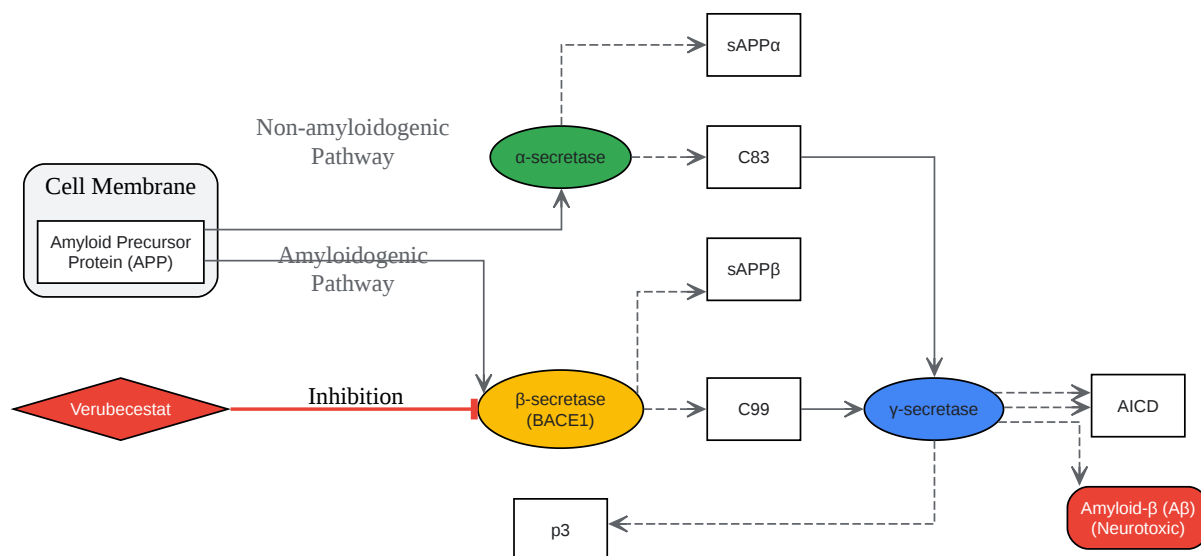 sAPPα
Non-amyloidogenic
Pathway
α-secretase
C83
Cell Membrane
Amyloid Precursor
Protein (APP)
Amyloidogenic
Pathway
sAPPβ
Verubecestat
Inhibition
β-secretase
(BACE1)
C99
γ-secretase
AICD
p3
Amyloid-β (Aβ)
(Neurotoxic)